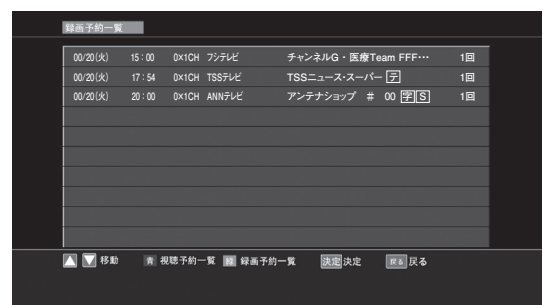 録画予約一覧
00/20(火) 15:00 0×1CH フジテレビ チャンネルG・医療Team FFF… 1回
00/20(火) 17:54 0×1CH TSSテレビ TSSニュース・スーパー テ 1回
00/20(火) 20:00 0×1CH ANNテレビ アンテナショップ # 00 字 S 1回
▲ ▼ 移動 青 視聴予約一覧 緑 録画予約一覧 決定 決定 戻る 戻る